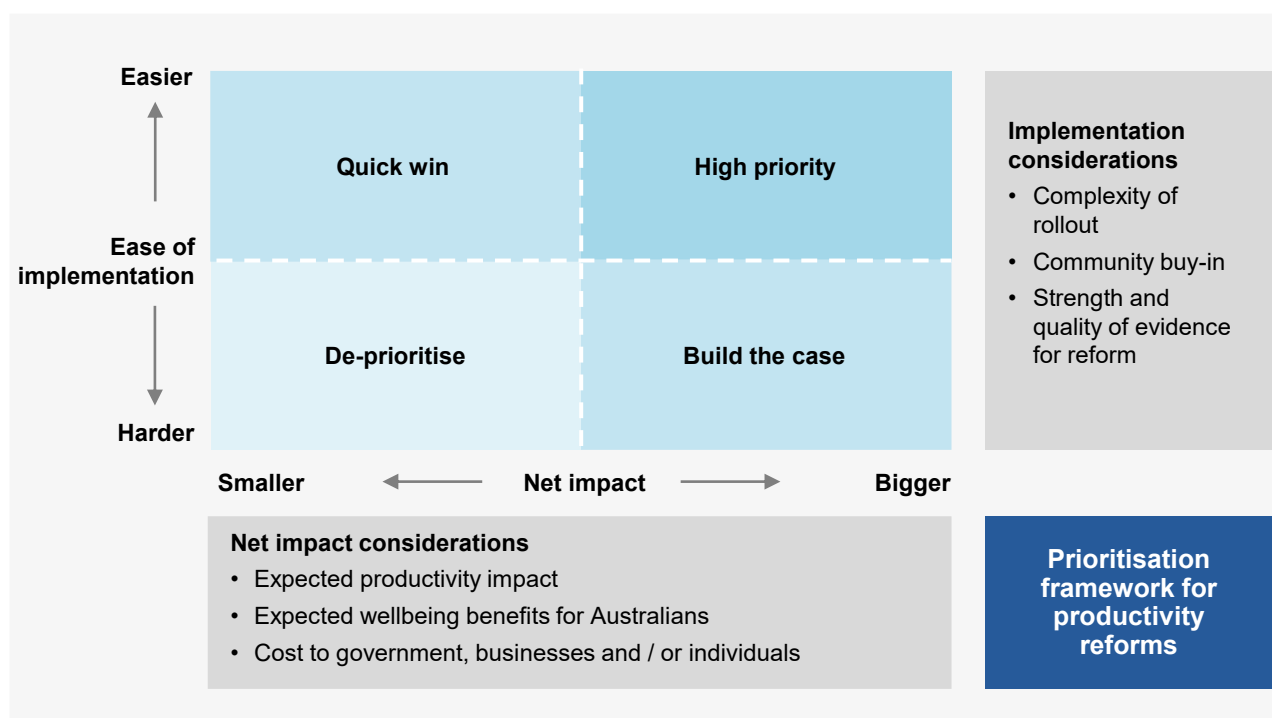 Easier
Quick win
High priority
Ease of
implementation
De-prioritise
Build the case
Harder
Smaller
Net impact
Bigger
Implementation
considerations
• Complexity of
rollout
• Community buy-in
• Strength and
quality of evidence
for reform
Net impact considerations
• Expected productivity impact
• Expected wellbeing benefits for Australians
• Cost to government, businesses and / or individuals
Prioritisation
framework for
productivity
reforms